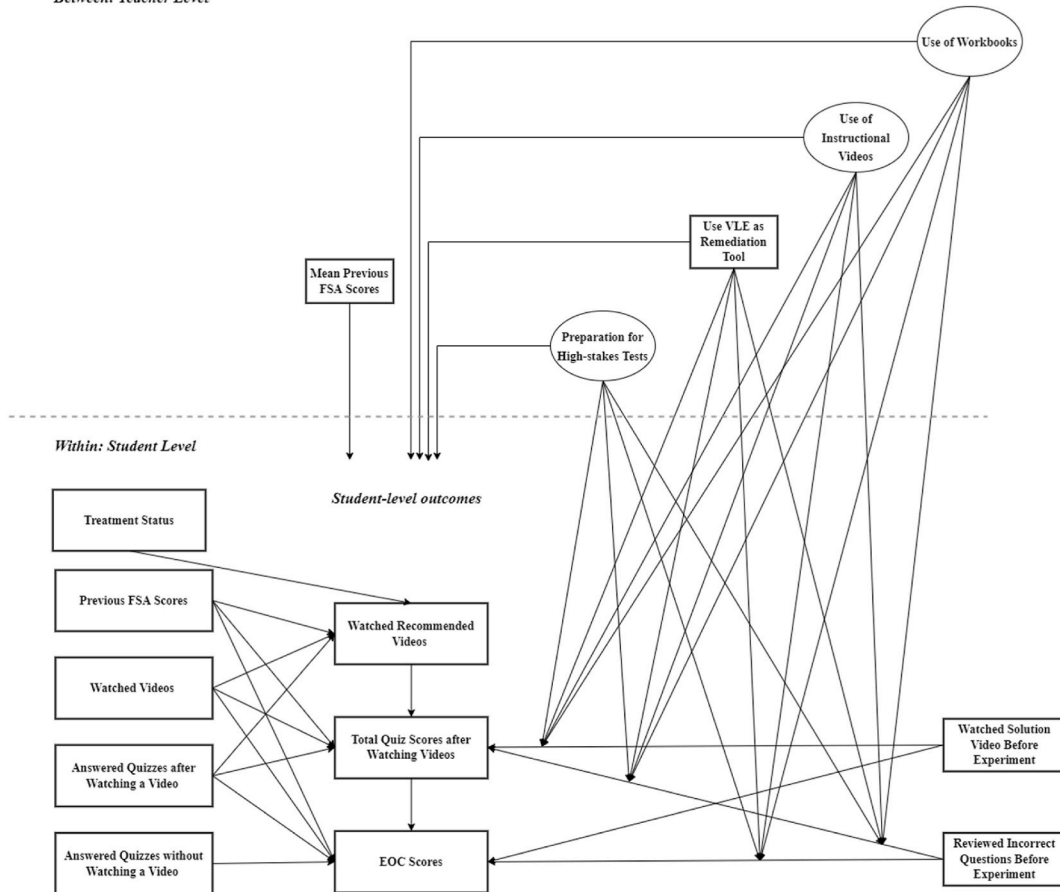 Between: Teacher Level
Use of Workbooks
Use of
Instructional
Videos
Use VLE as
Remediation
Tool
Mean Previous
FSA Scores
Preparation for
High-stakes Tests
Within: Student Level
Student-level outcomes
Treatment Status
Previous FSA Scores
Watched Recommended
Videos
Watched Videos
Total Quiz Scores after
Watching Videos
Watched Solution
Video Before
Experiment
Answered Quizzes after
Watching a Video
Answered Quizzes without
Watching a Video
EOC Scores
Reviewed Incorrect
Questions Before
Experiment